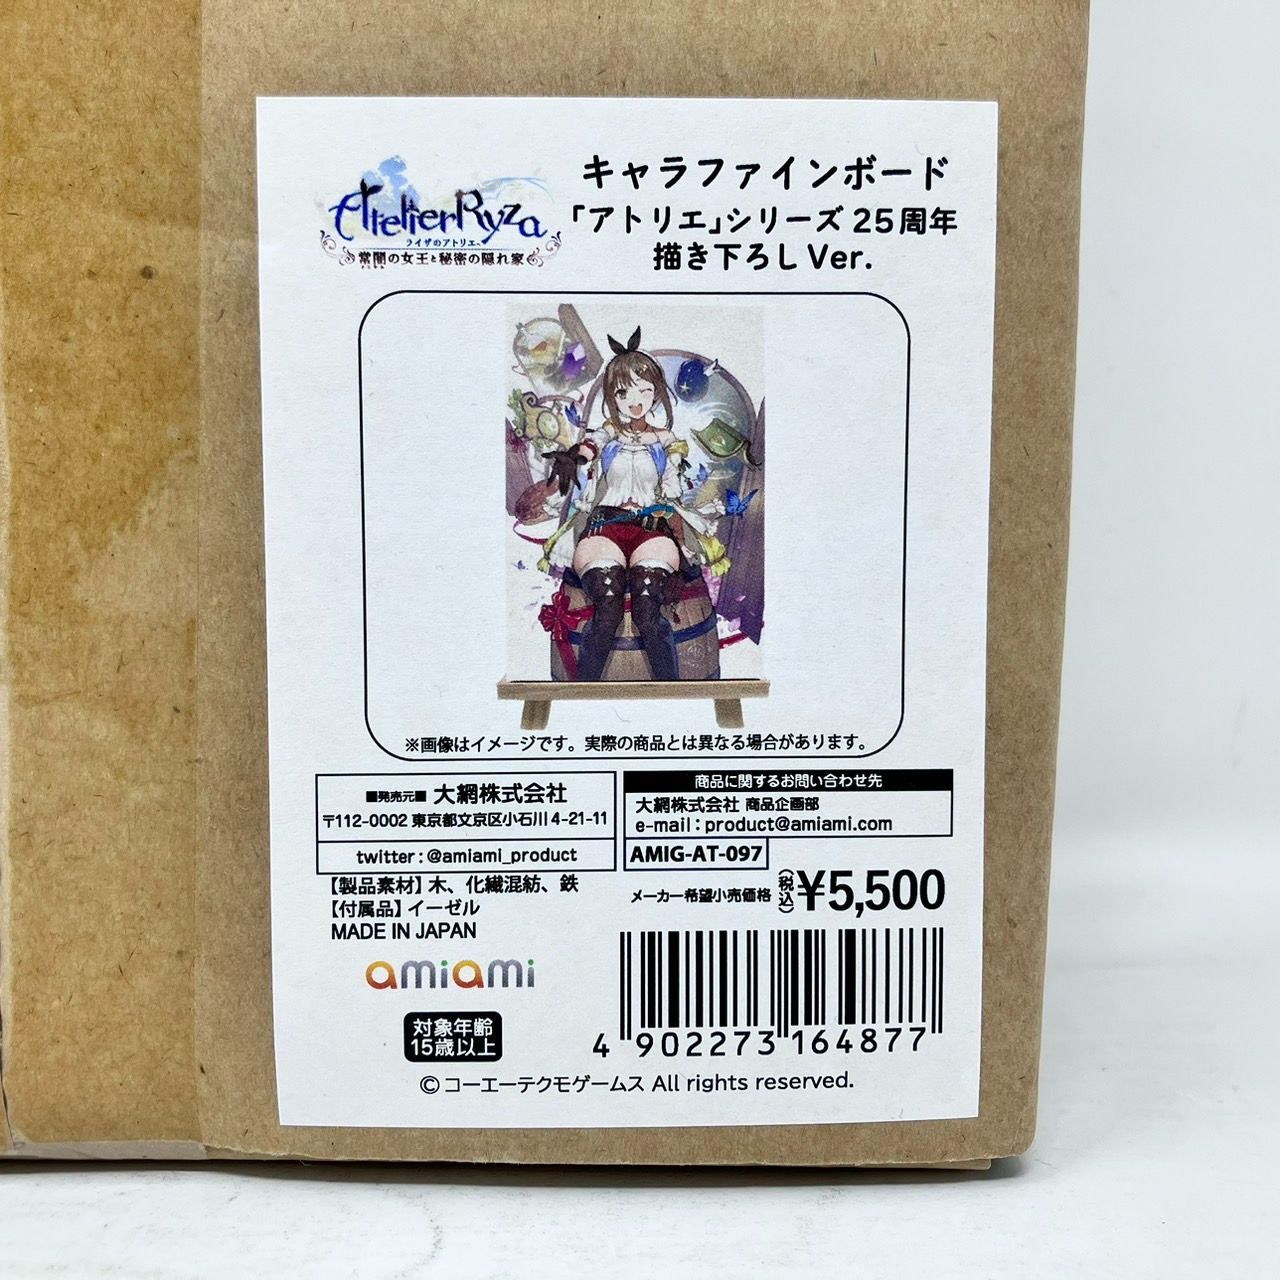 Atelier Ryza
ライザのアトリエ
常闇の女王と秘密の隠れ家
キャラファインボード
「アトリエ」シリーズ 25周年
描き下ろし Ver.
※画像はイメージです。実際の商品とは異なる場合があります。
■発売元■ 大網株式会社
〒112-0002 東京都文京区小石川 4-21-11
twitter : @amiami_product
【製品素材】木、化繊混紡、鉄
【付属品】イーゼル
MADE IN JAPAN
amiami
対象年齢
15歳以上
商品に関するお問い合わせ先
大網株式会社 商品企画部
e-mail : product@amiami.com
AMIG-AT-097
メーカー希望小売価格 (税込) ¥5,500
4 902273 164877
© コーエーテクモゲームス All rights reserved.